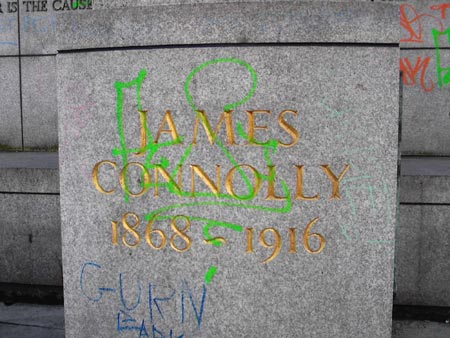 R IS THE CAUSE
JAMES
CONNOLLY
1868 - 1916
GURN